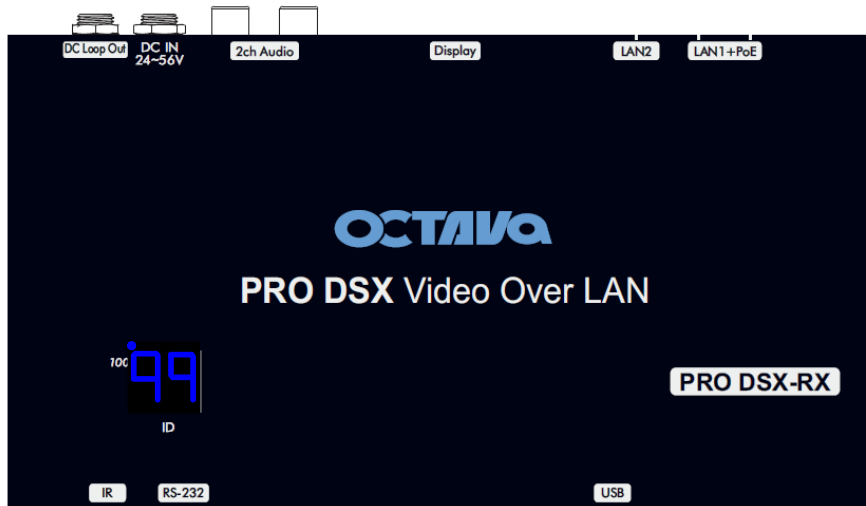 DC Loop Out
DC IN
24~56V
2ch Audio
Display
LAN2
LAN1+PoE
OCTAVA
PRO DSX Video Over LAN
100
99
ID
PRO DSX-RX
IR
RS-232
USB